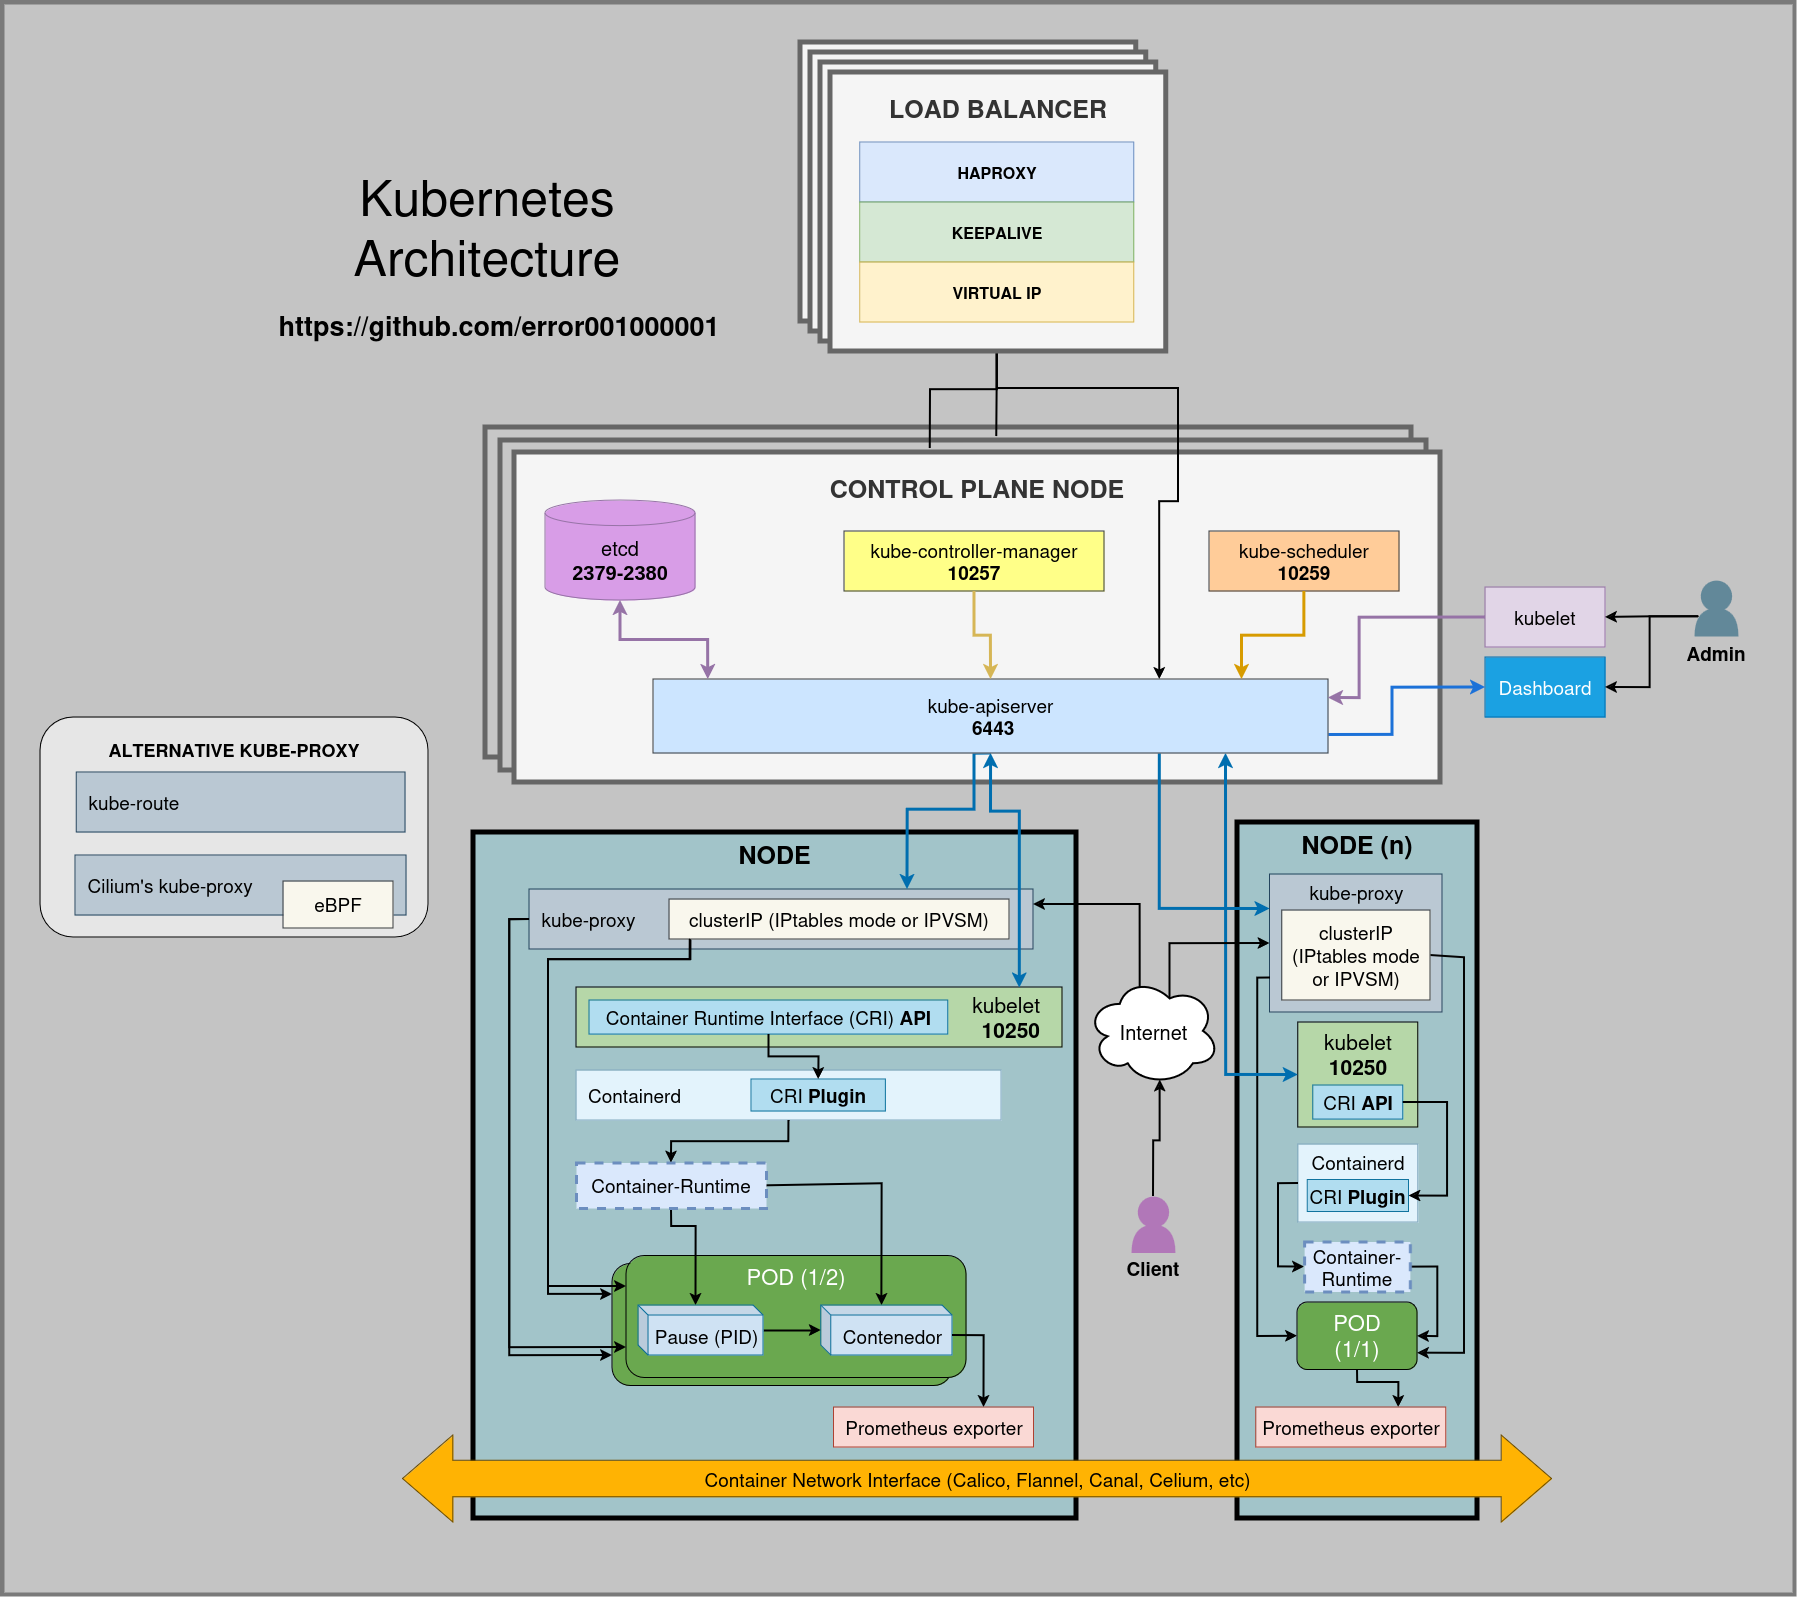 LOAD BALANCER
HAPROXY
KEEPALIVE
VIRTUAL IP
Kubernetes
Architecture
https://github.com/error001000001
CONTROL PLANE NODE
etcd
2379-2380
kube-controller-manager
10257
kube-scheduler
10259
kube-apiserver
6443
kubelet
Dashboard
Admin
ALTERNATIVE KUBE-PROXY
kube-route
Cilium's kube-proxy
eBPF
NODE
kube-proxy
clusterIP (IPtables mode or IPVSM)
Container Runtime Interface (CRI) API
kubelet
10250
Containerd
CRI Plugin
Container-Runtime
POD (1/2)
Pause (PID)
Contenedor
Prometheus exporter
Internet
Client
NODE (n)
kube-proxy
clusterIP
(IPtables mode
or IPVSM)
kubelet
10250
CRI API
Containerd
CRI Plugin
Container-
Runtime
POD
(1/1)
Prometheus exporter
Container Network Interface (Calico, Flannel, Canal, Celium, etc)